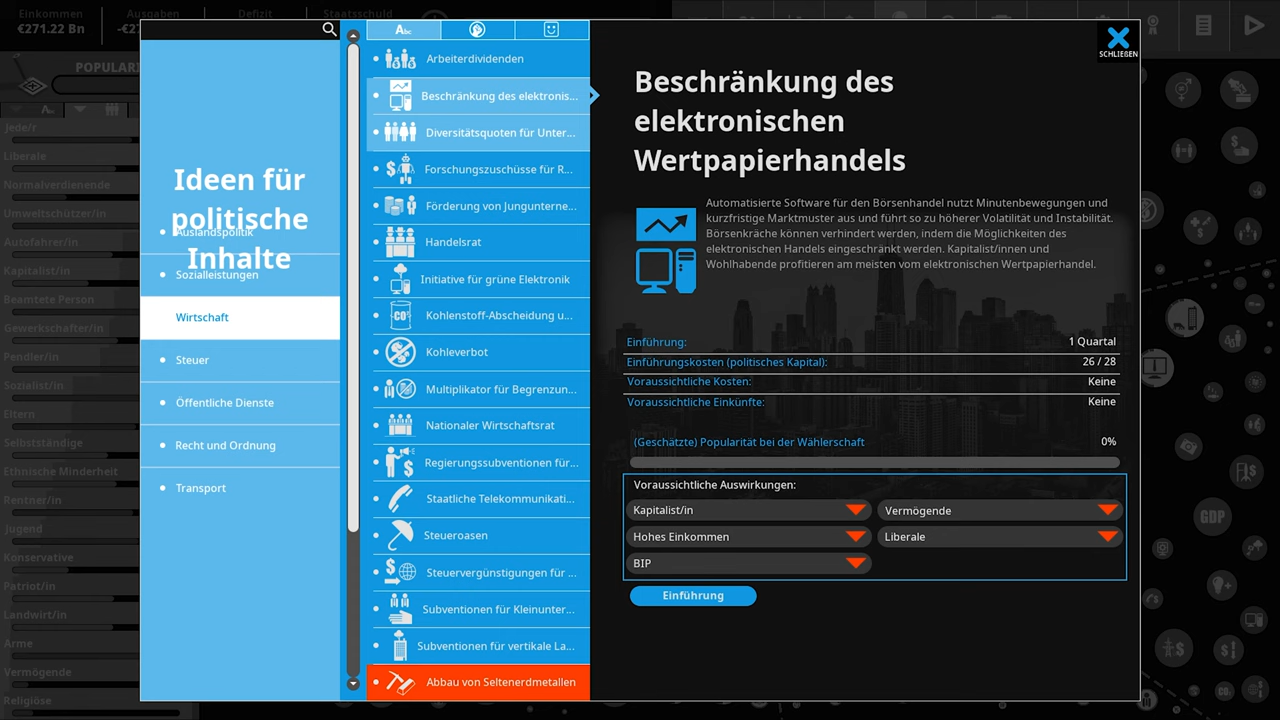 Einkommen
€271.22 Bn
Ausgaben
-€27
Defizit
Staatsschuld
POPULARI
Jede/r
Liberale
Normalverdienende
Umweltschützer/in
Autofahrer/in
Kapitalist/in
Beamtete Person
Gewerkschafter/in
Pendler/in
Sozialist/in
Eltern
Selbstständige
Ethnische Minderheit
Rentner/in
Jugend
Konservative
Patriot/in
Landwirt/in
Arme
Vermögende
Religiöse
Ideen für
politische
Inhalte
Auslandspolitik
Sozialleistungen
Wirtschaft
Steuer
Öffentliche Dienste
Recht und Ordnung
Transport
Abc
Arbeiterdividenden
Beschränkung des elektronis...
Diversitätsquoten für Unter...
Forschungszuschüsse für R...
Förderung von Jungunterne...
Handelsrat
Initiative für grüne Elektronik
Kohlenstoff-Abscheidung u...
Kohleverbot
Multiplikator für Begrenzun...
Nationaler Wirtschaftsrat
Regierungssubventionen für...
Staatliche Telekommunikati...
Steueroasen
Steuervergünstigungen für ...
Subventionen für Kleinunter...
Subventionen für vertikale La...
Abbau von Seltenerdmetallen
SCHLIEßEN
Beschränkung des
elektronischen
Wertpapierhandels
Automatisierte Software für den Börsenhandel nutzt Minutenbewegungen und
kurzfristige Marktmuster aus und führt so zu höherer Volatilität und Instabilität.
Börsenkräche können verhindert werden, indem die Möglichkeiten des
elektronischen Handels eingeschränkt werden. Kapitalist/innen und
Wohlhabende profitieren am meisten vom elektronischen Wertpapierhandel.
Einführung: 1 Quartal
Einführungskosten (politisches Kapital): 26 / 28
Voraussichtliche Kosten: Keine
Voraussichtliche Einkünfte: Keine
(Geschätzte) Popularität bei der Wählerschaft 0%
Voraussichtliche Auswirkungen:
Kapitalist/in Vermögende
Hohes Einkommen Liberale
BIP
Einführung
GDP